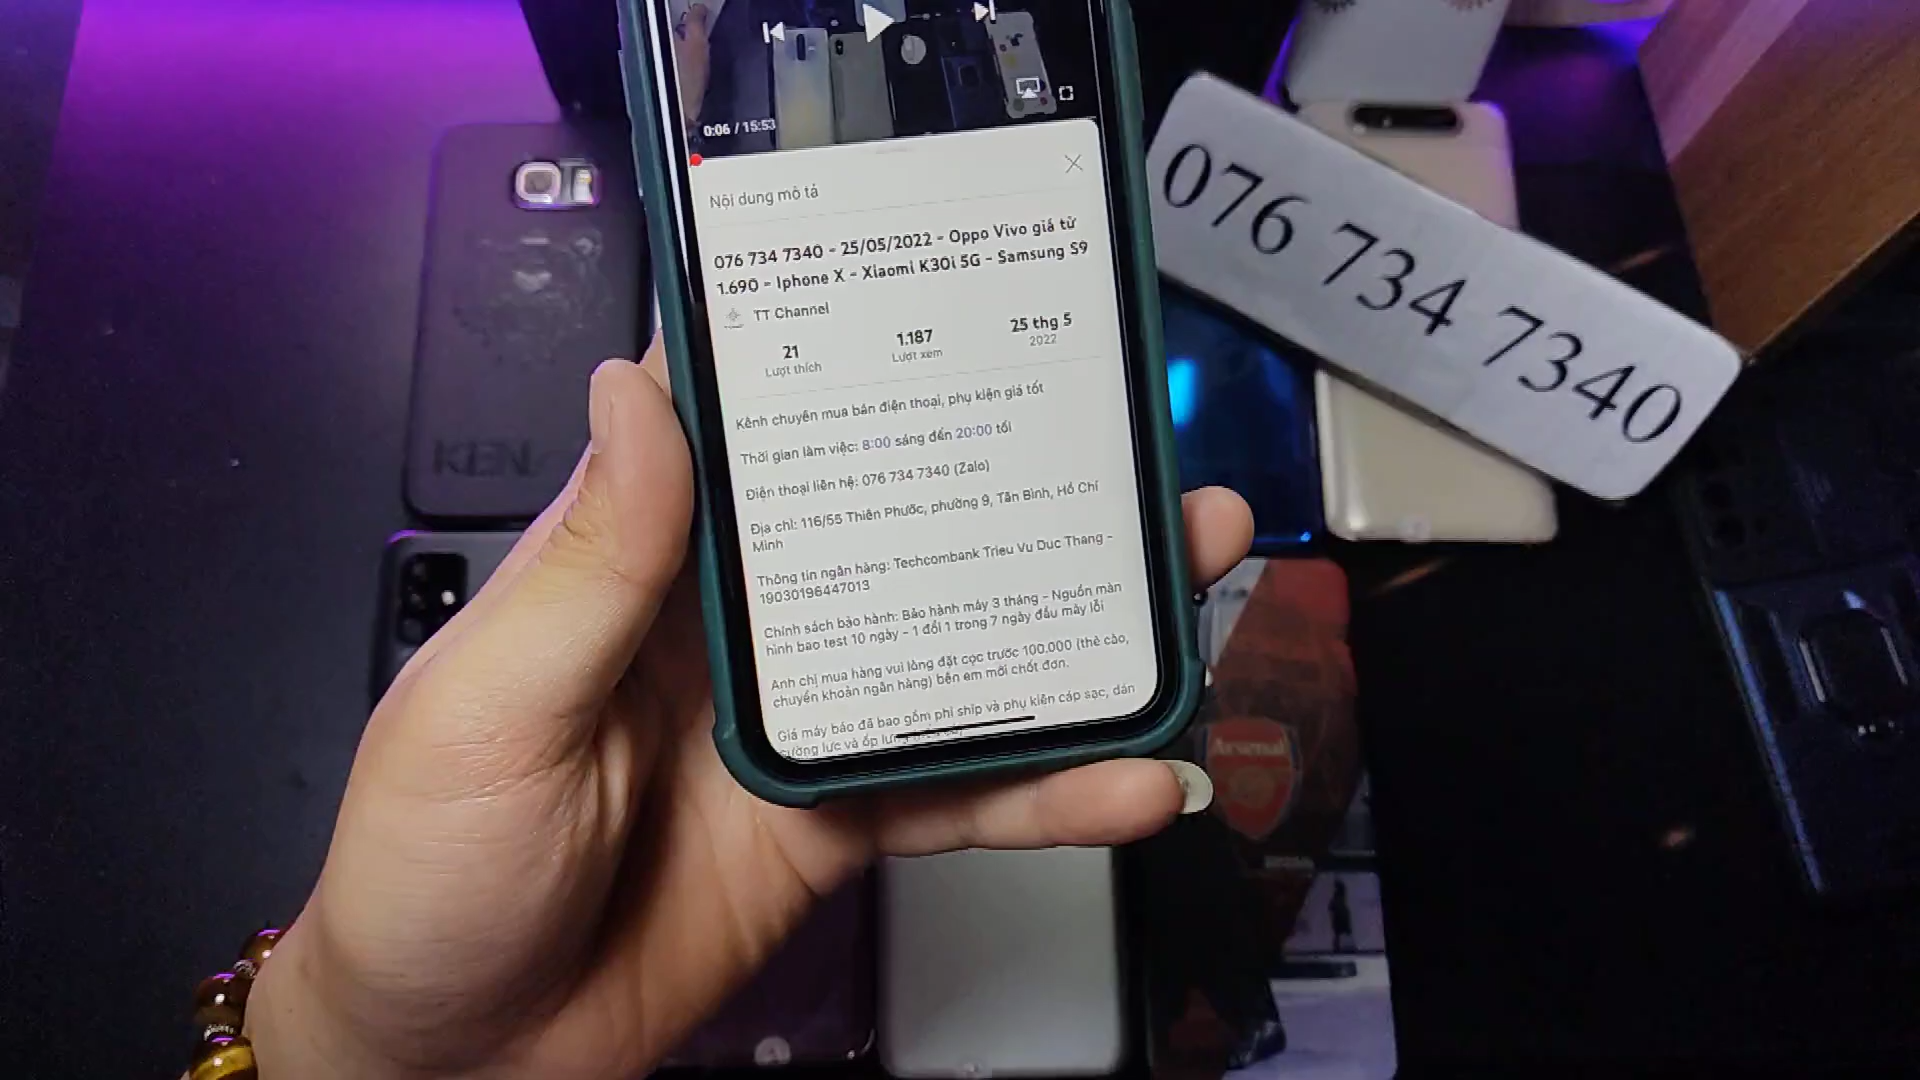 0:06 / 15:53
Nội dung mô tả
076 734 7340 - 25/05/2022 - Oppo Vivo giá từ
1.690 - Iphone X - Xiaomi K30i 5G - Samsung S9
TT Channel
21
Lượt thích
1.187
Lượt xem
25 thg 5
2022
Kênh chuyên mua bán điện thoại, phụ kiện giá tốt
Thời gian làm việc: 8:00 sáng đến 20:00 tối
Điện thoại liên hệ: 076 734 7340 (Zalo)
Địa chỉ: 116/55 Thiên Phước, phường 9, Tân Bình, Hồ Chí
Minh
Thông tin ngân hàng: Techcombank Trieu Vu Duc Thang -
19030196447013
Chính sách bảo hành: Bảo hành máy 3 tháng - Nguồn màn
hình bao test 10 ngày - 1 đổi 1 trong 7 ngày đầu máy lỗi
Anh chị mua hàng vui lòng đặt cọc trước 100.000 (thẻ cào,
chuyển khoản ngân hàng) bên em mới chốt đơn.
Giá máy báo đã bao gồm phí ship và phụ kiên cáp sạc, dán
cường lực và ốp
076 734 7340
Arsenal